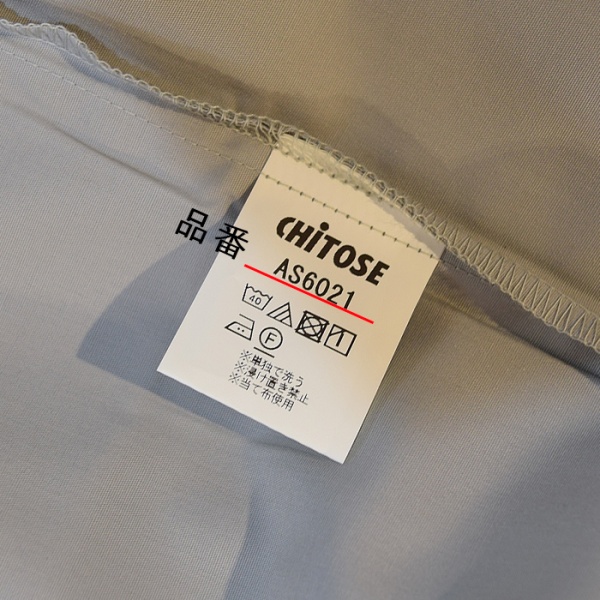 品番
CHiTOSE
AS6021
40
F
※単独で洗う
※浸け置き禁止
※当て布使用